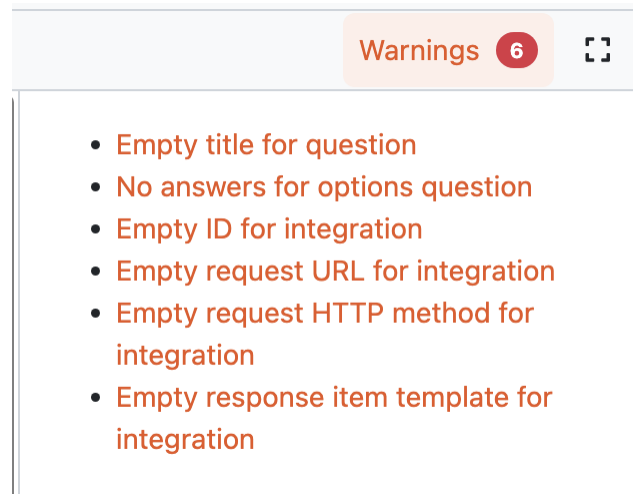 Warnings 6
Empty title for question
No answers for options question
Empty ID for integration
Empty request URL for integration
Empty request HTTP method for
integration
Empty response item template for
integration